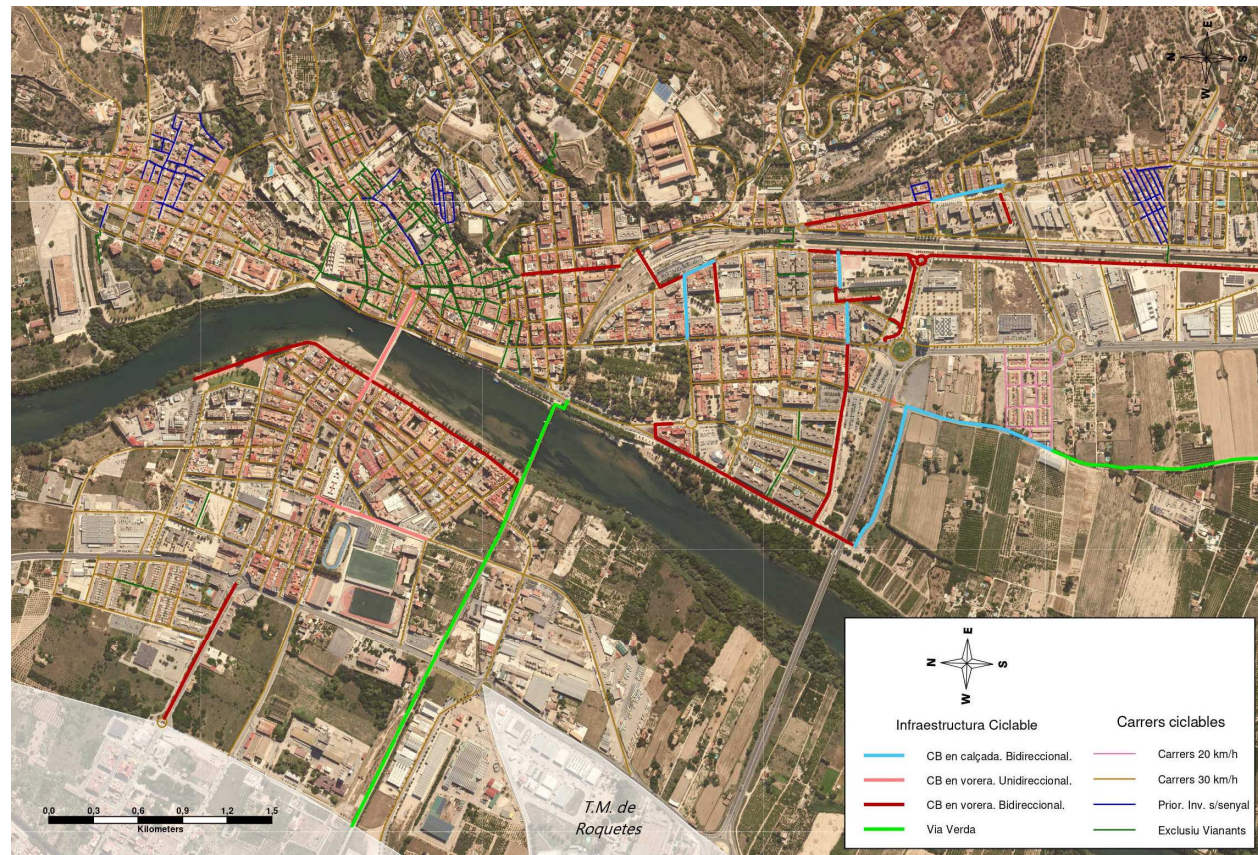 E
N
S
W
E
N
S
W
Infraestructura Ciclable
Carrers ciclables
CB en calçada. Bidireccional.
Carrers 20 km/h
CB en vorera. Unidireccional.
Carrers 30 km/h
CB en vorera. Bidireccional.
Prior. Inv. s/senyal
Via Verda
Exclusiu Vianants
0,0 0,3 0,6 0,9 1,2 1,5
Kilometers
T.M. de
Roquetes